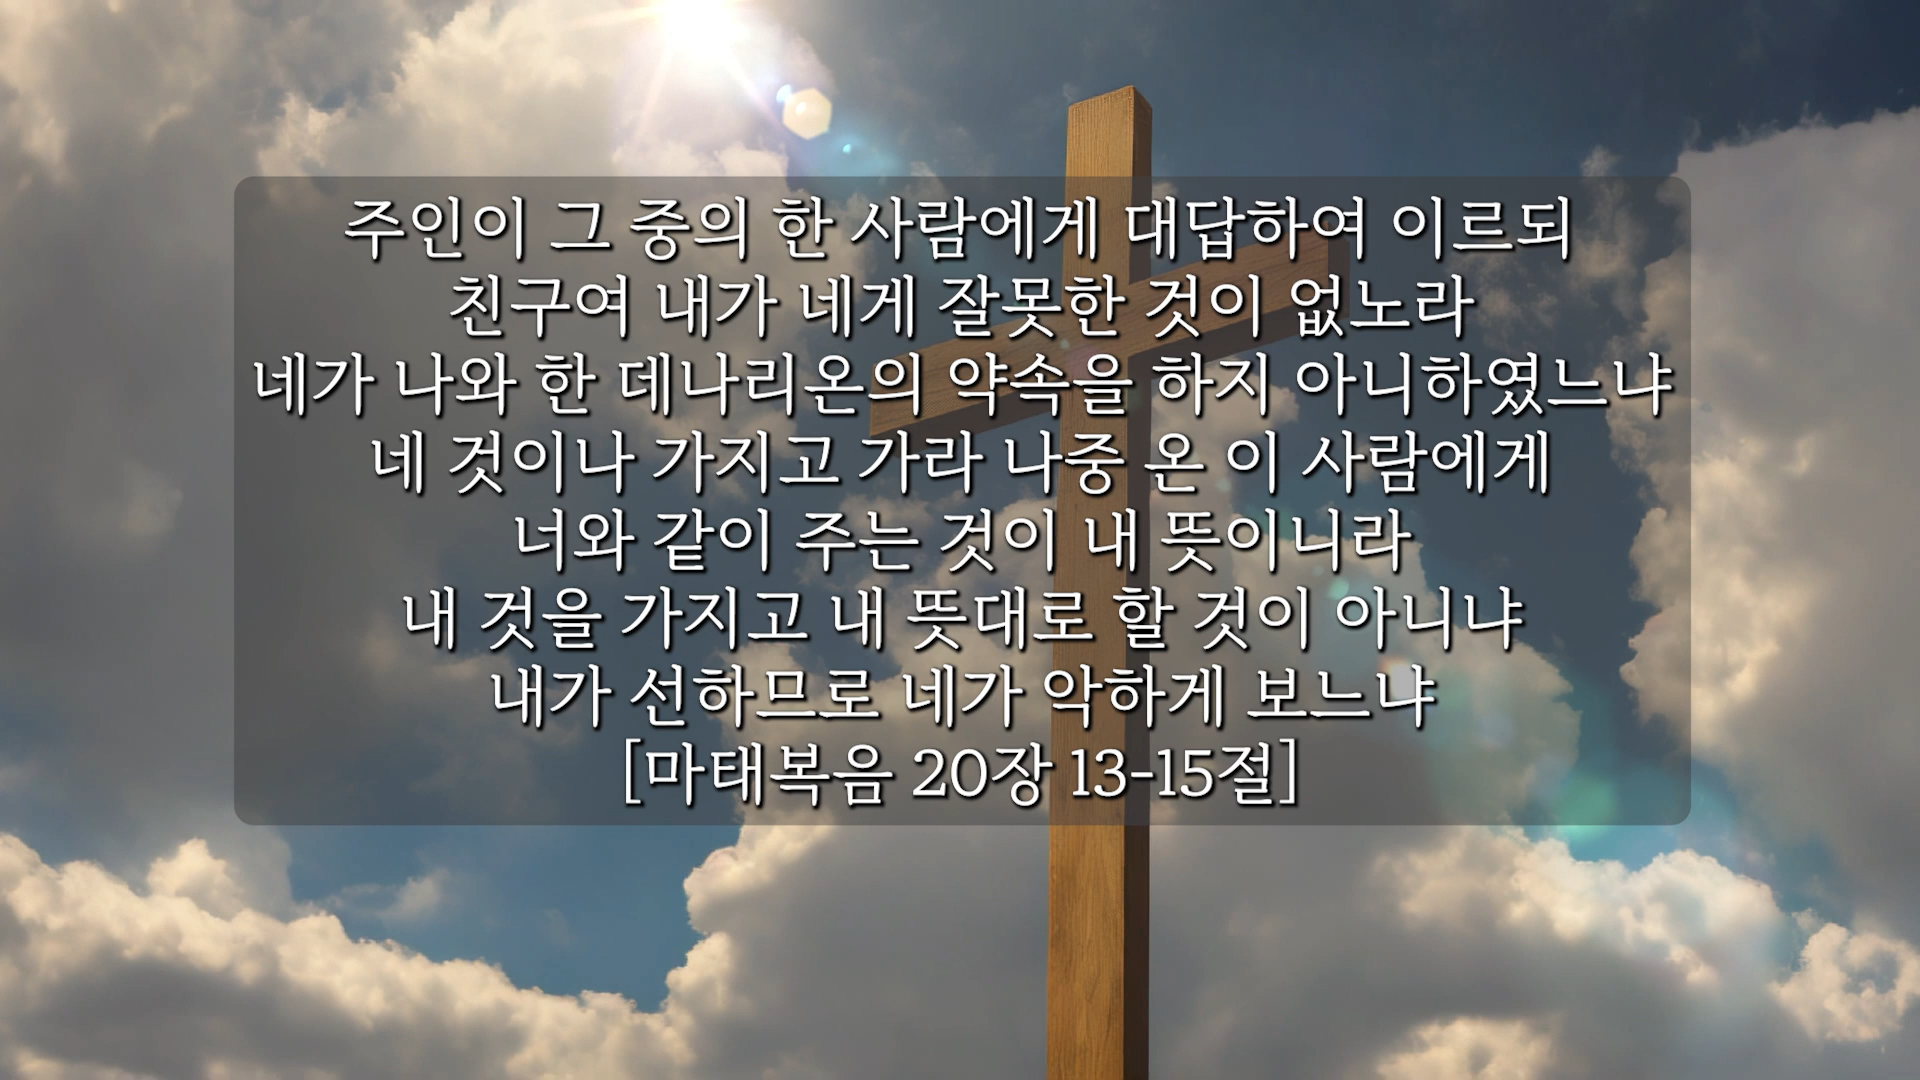 주인이 그 중의 한 사람에게 대답하여 이르되
친구여 내가 네게 잘못한 것이 없노라
네가 나와 한 데나리온의 약속을 하지 아니하였느냐
네 것이나 가지고 가라 나중 온 이 사람에게
너와 같이 주는 것이 내 뜻이니라
내 것을 가지고 내 뜻대로 할 것이 아니냐
내가 선하므로 네가 악하게 보느냐
[마태복음 20장 13-15절]